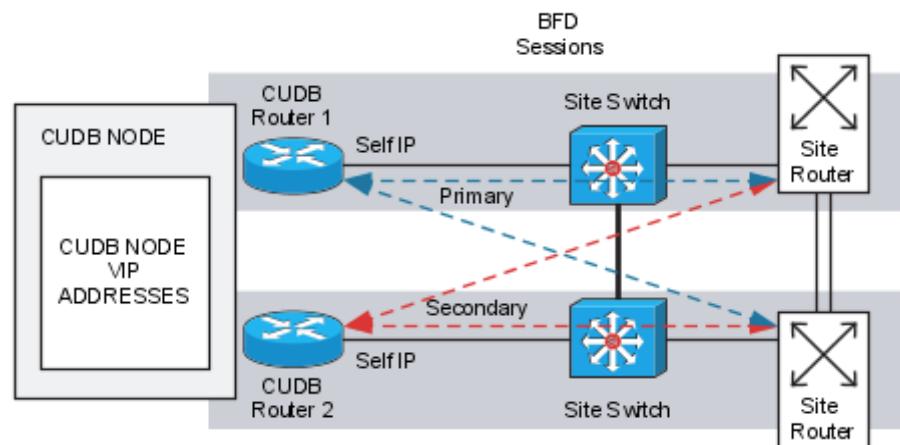 BFD
Sessions
CUDB
Router 1
Site Switch
CUDB NODE
Self IP
Site
Router
Primary
CUDB NODE
VIP
ADDRESSES
Secondary
Self IP
CUDB
Router 2
Site Switch
Site
Router